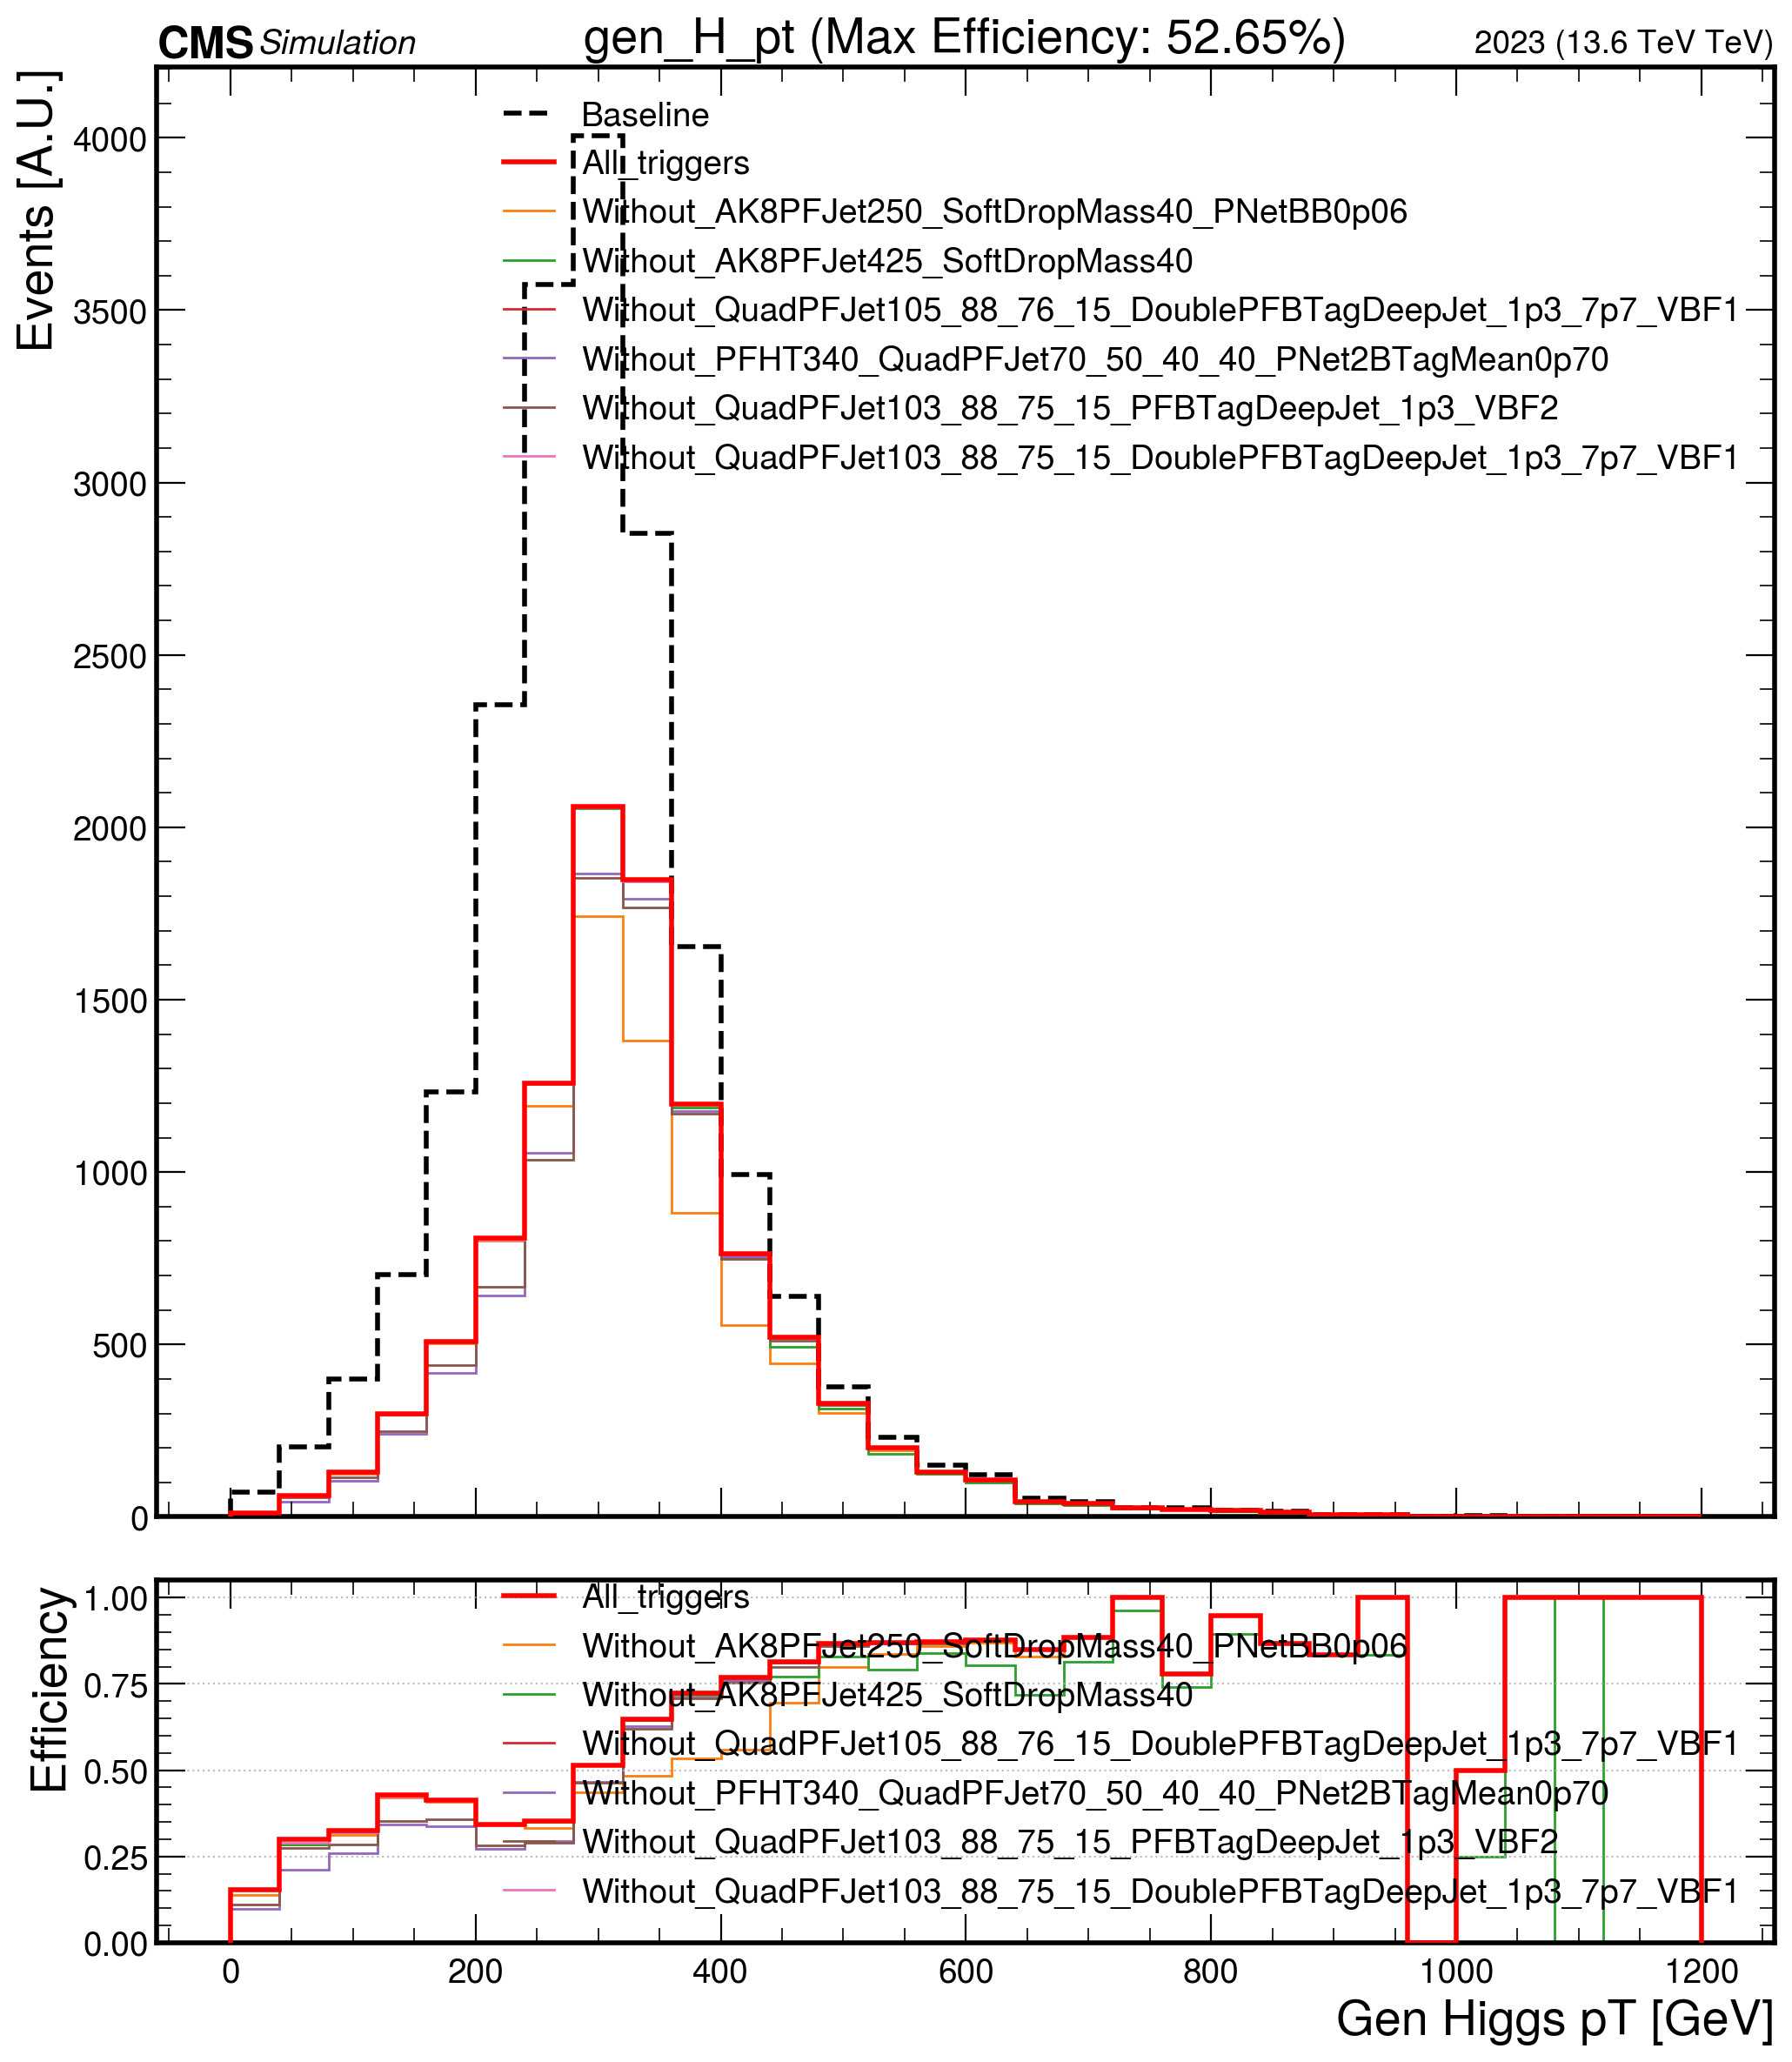 CMS Simulation gen_H_pt (Max Efficiency: 52.65%) 2023 (13.6 TeV TeV)
Events [A.U.]
4000
3500
3000
2500
2000
1500
1000
500
0
Baseline
All_triggers
Without_AK8PFJet250_SoftDropMass40_PNetBB0p06
Without_AK8PFJet425_SoftDropMass40
Without_QuadPFJet105_88_76_15_DoublePFBTagDeepJet_1p3_7p7_VBF1
Without_PFHT340_QuadPFJet70_50_40_40_PNet2BTagMean0p70
Without_QuadPFJet103_88_75_15_PFBTagDeepJet_1p3_VBF2
Without_QuadPFJet103_88_75_15_DoublePFBTagDeepJet_1p3_7p7_VBF1
Efficiency
1.00
0.75
0.50
0.25
0.00
All_triggers
Without_AK8PFJet250_SoftDropMass40_PNetBB0p06
Without_AK8PFJet425_SoftDropMass40
Without_QuadPFJet105_88_76_15_DoublePFBTagDeepJet_1p3_7p7_VBF1
Without_PFHT340_QuadPFJet70_50_40_40_PNet2BTagMean0p70
Without_QuadPFJet103_88_75_15_PFBTagDeepJet_1p3_VBF2
Without_QuadPFJet103_88_75_15_DoublePFBTagDeepJet_1p3_7p7_VBF1
0 200 400 600 800 1000 1200
Gen Higgs pT [GeV]